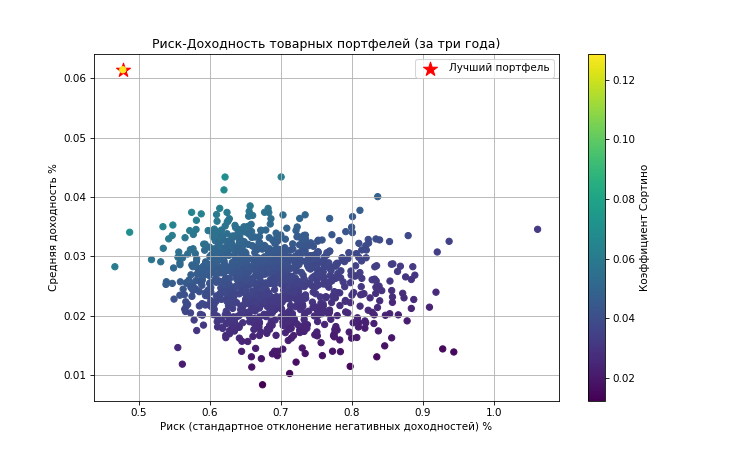 Риск-Доходность товарных портфелей (за три года)
Лучший портфель
Средняя доходность %
0.06
0.05
0.04
0.03
0.02
0.01
0.5 0.6 0.7 0.8 0.9 1.0
Риск (стандартное отклонение негативных доходностей) %
0.12
0.10
0.08
0.06
0.04
0.02
Коэффициент Сортино